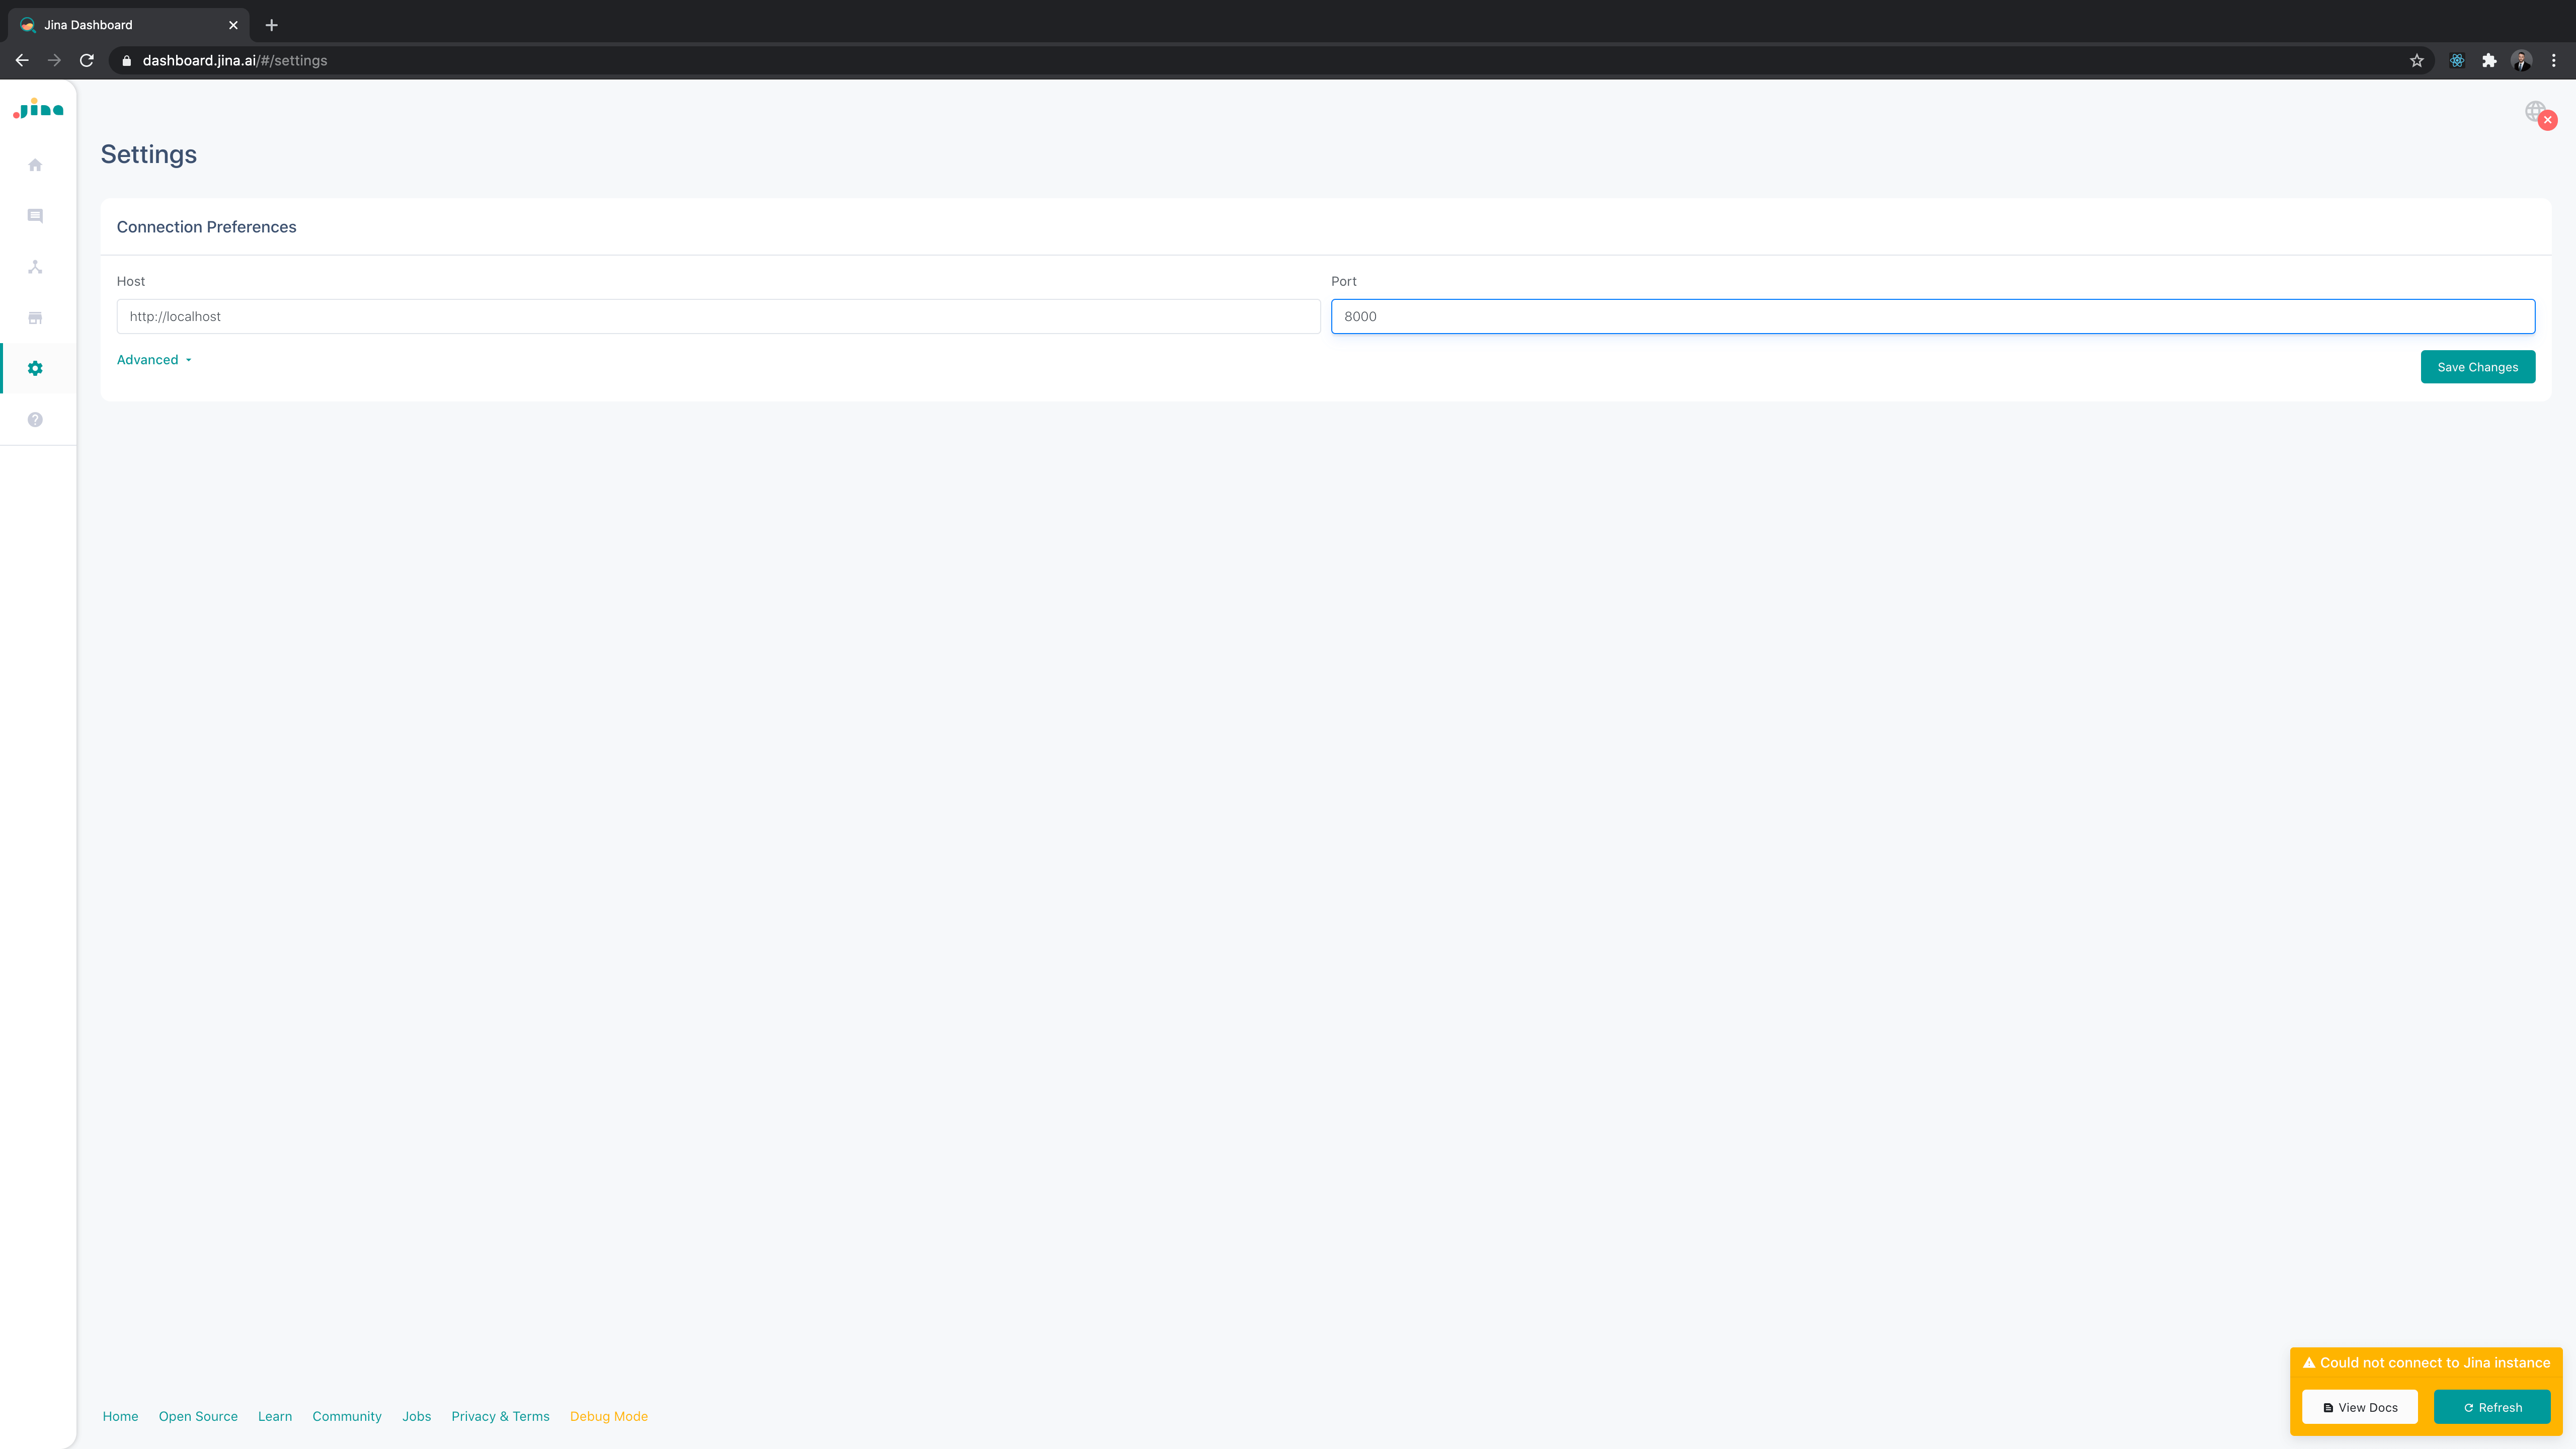 Jina Dashboard
dashboard.jina.ai/#/settings
.jina
Settings
Connection Preferences
Host
Port
http://localhost
8000
Advanced
Save Changes
Could not connect to Jina instance
View Docs
Refresh
Home Open Source Learn Community Jobs Privacy & Terms Debug Mode